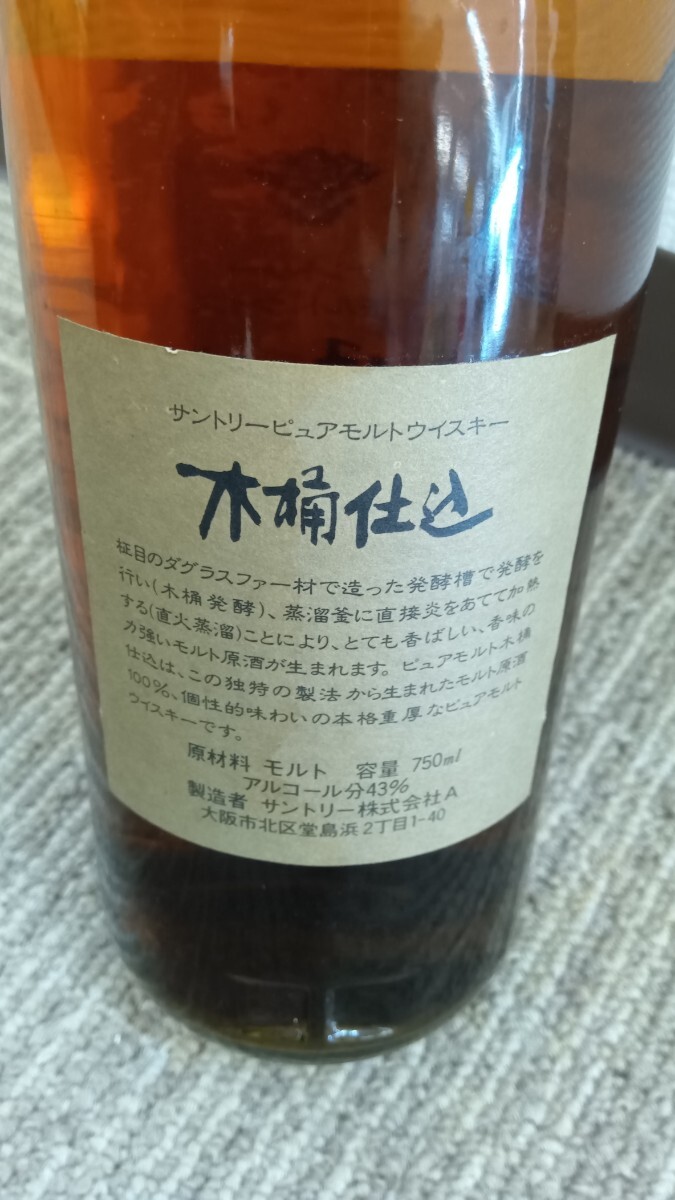 サントリーピュアモルトウイスキー
木桶仕込
柾目のダグラスファー材で造った発酵槽で発酵を
行い(木桶発酵)、蒸溜釜に直接炎をあてて加熱
する(直火蒸溜)ことにより、とても香ばしい、香味の
力強いモルト原酒が生まれます。ピュアモルト木桶
仕込は、この独特の製法から生まれたモルト原酒
100%、個性的味わいの本格重厚なピュアモルト
ウイスキーです。
原材料 モルト 容量 750ml
アルコール分43%
製造者 サントリー株式会社A
大阪市北区堂島浜2丁目1-40